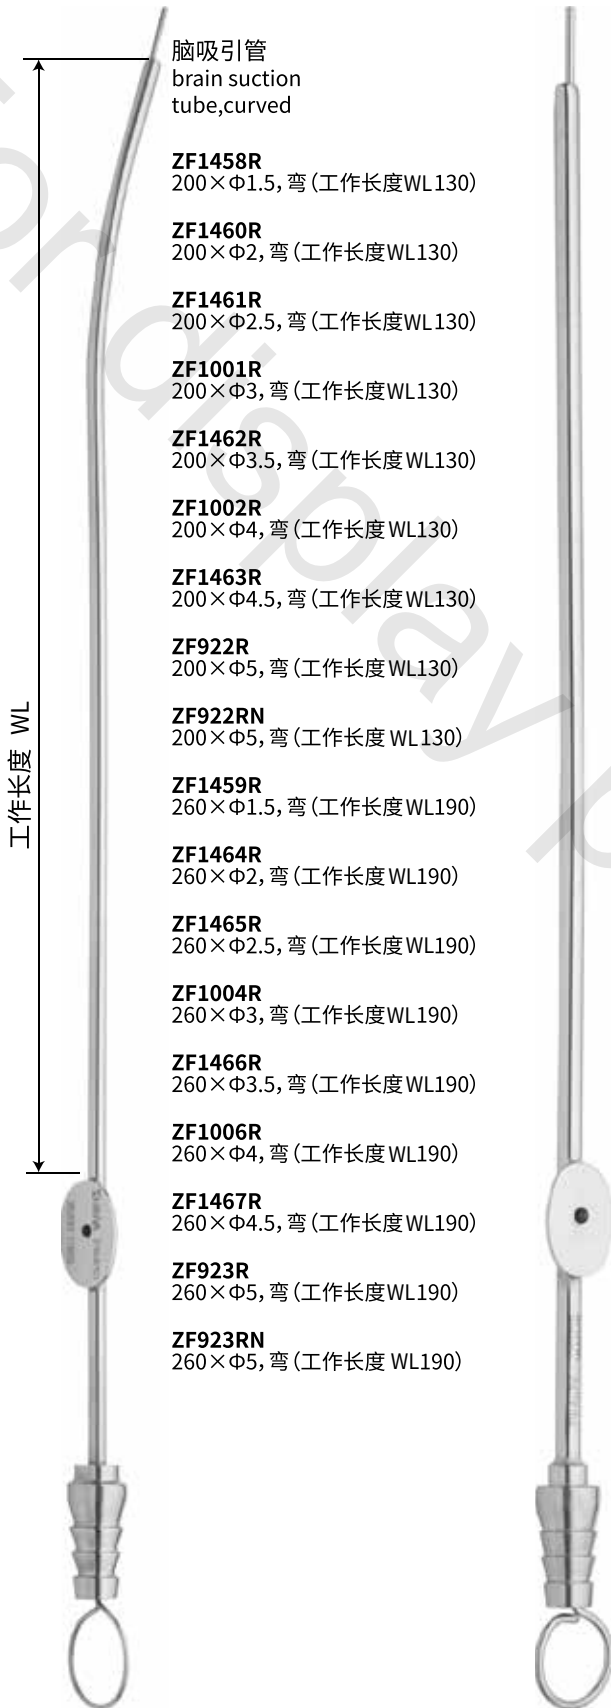 脑吸引管
brain suction
tube,curved
ZF1458R
200×Φ1.5,弯(工作长度WL130)
ZF1460R
200×Φ2,弯(工作长度WL130)
ZF1461R
200×Φ2.5,弯(工作长度WL130)
ZF1001R
200×Φ3,弯(工作长度WL130)
ZF1462R
200×Φ3.5,弯(工作长度WL130)
ZF1002R
200×Φ4,弯(工作长度WL130)
ZF1463R
200×Φ4.5,弯(工作长度WL130)
ZF922R
200×Φ5,弯(工作长度WL130)
ZF922RN
200×Φ5,弯(工作长度 WL130)
ZF1459R
260×Φ1.5,弯(工作长度WL190)
ZF1464R
260×Φ2,弯(工作长度WL190)
ZF1465R
260×Φ2.5,弯(工作长度WL190)
ZF1004R
260×Φ3,弯(工作长度WL190)
ZF1466R
260×Φ3.5,弯(工作长度WL190)
ZF1006R
260×Φ4,弯(工作长度WL190)
ZF1467R
260×Φ4.5,弯(工作长度WL190)
ZF923R
260×Φ5,弯(工作长度WL190)
ZF923RN
260×Φ5,弯(工作长度 WL190)
工作长度 WL
For display